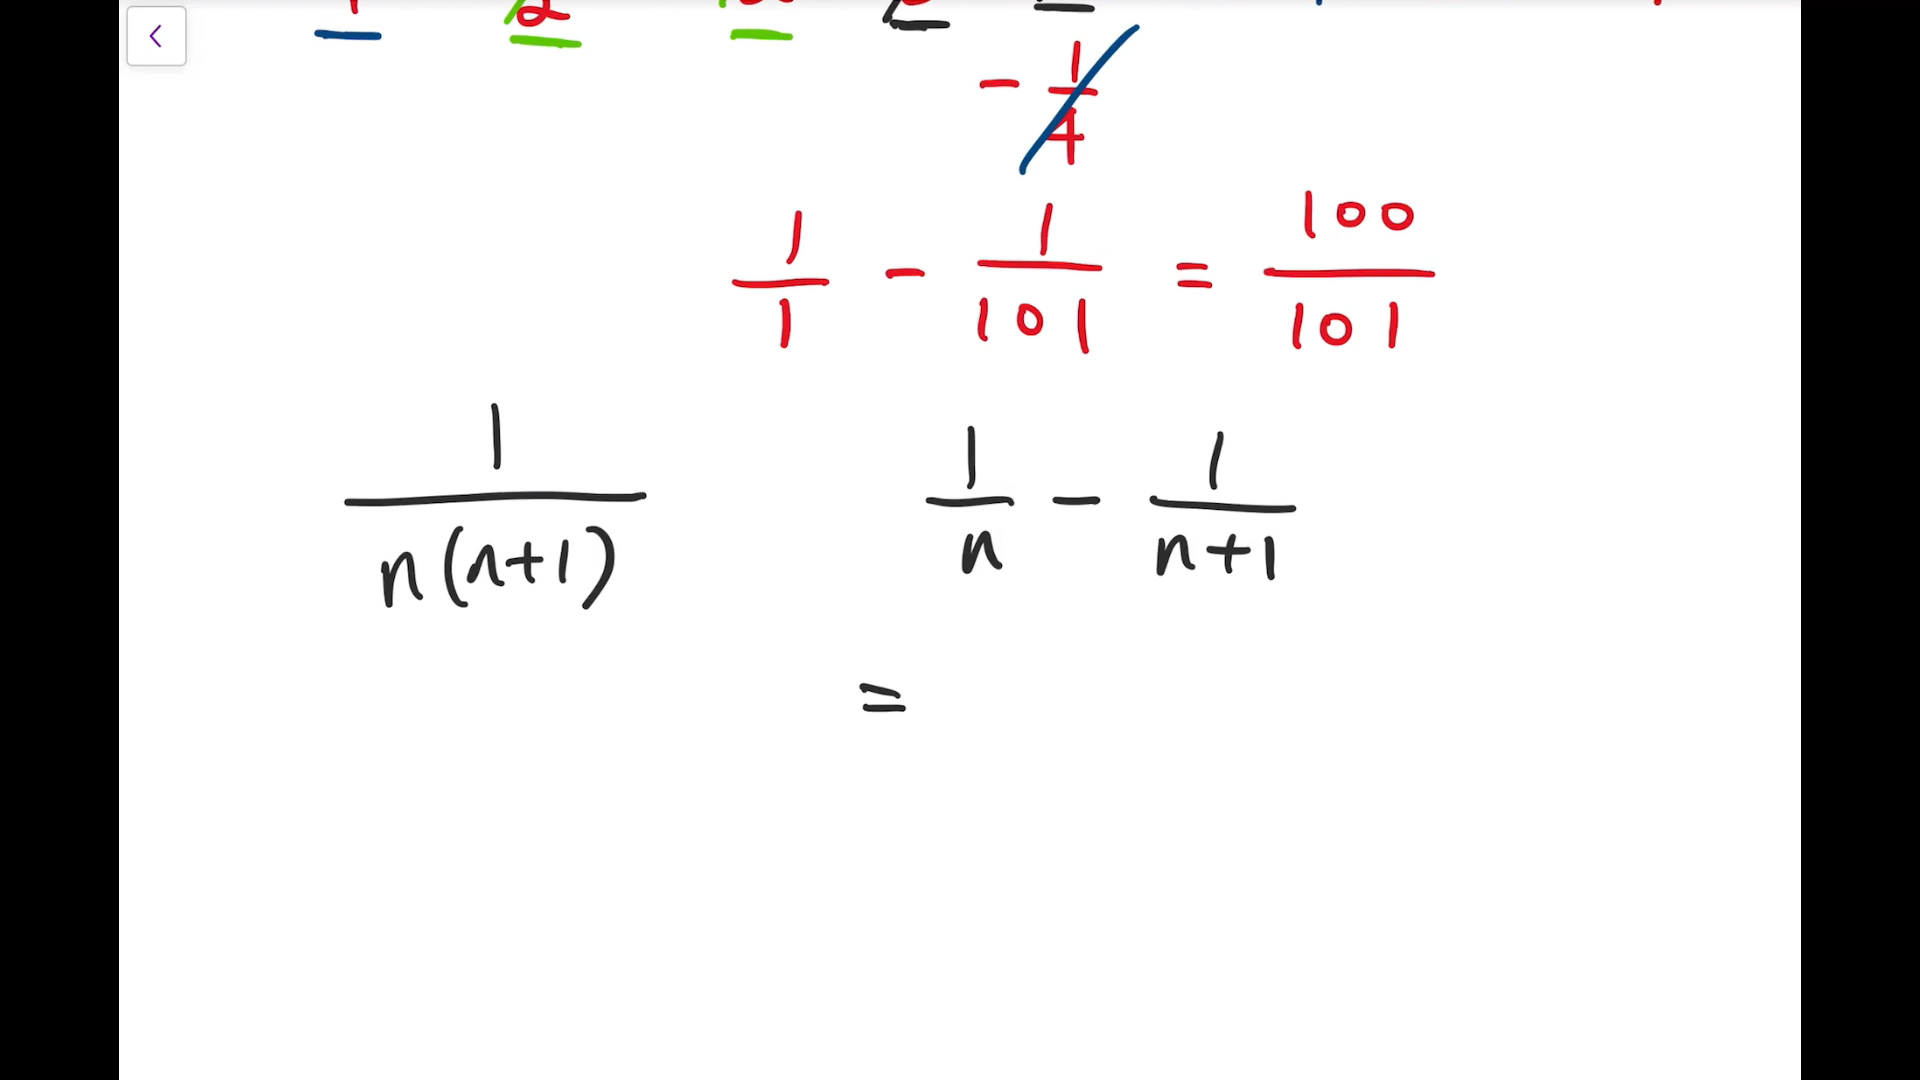 - 1/4
1/1 - 1/101 = 100/101
1/n(n+1) 1/n - 1/n+1
=